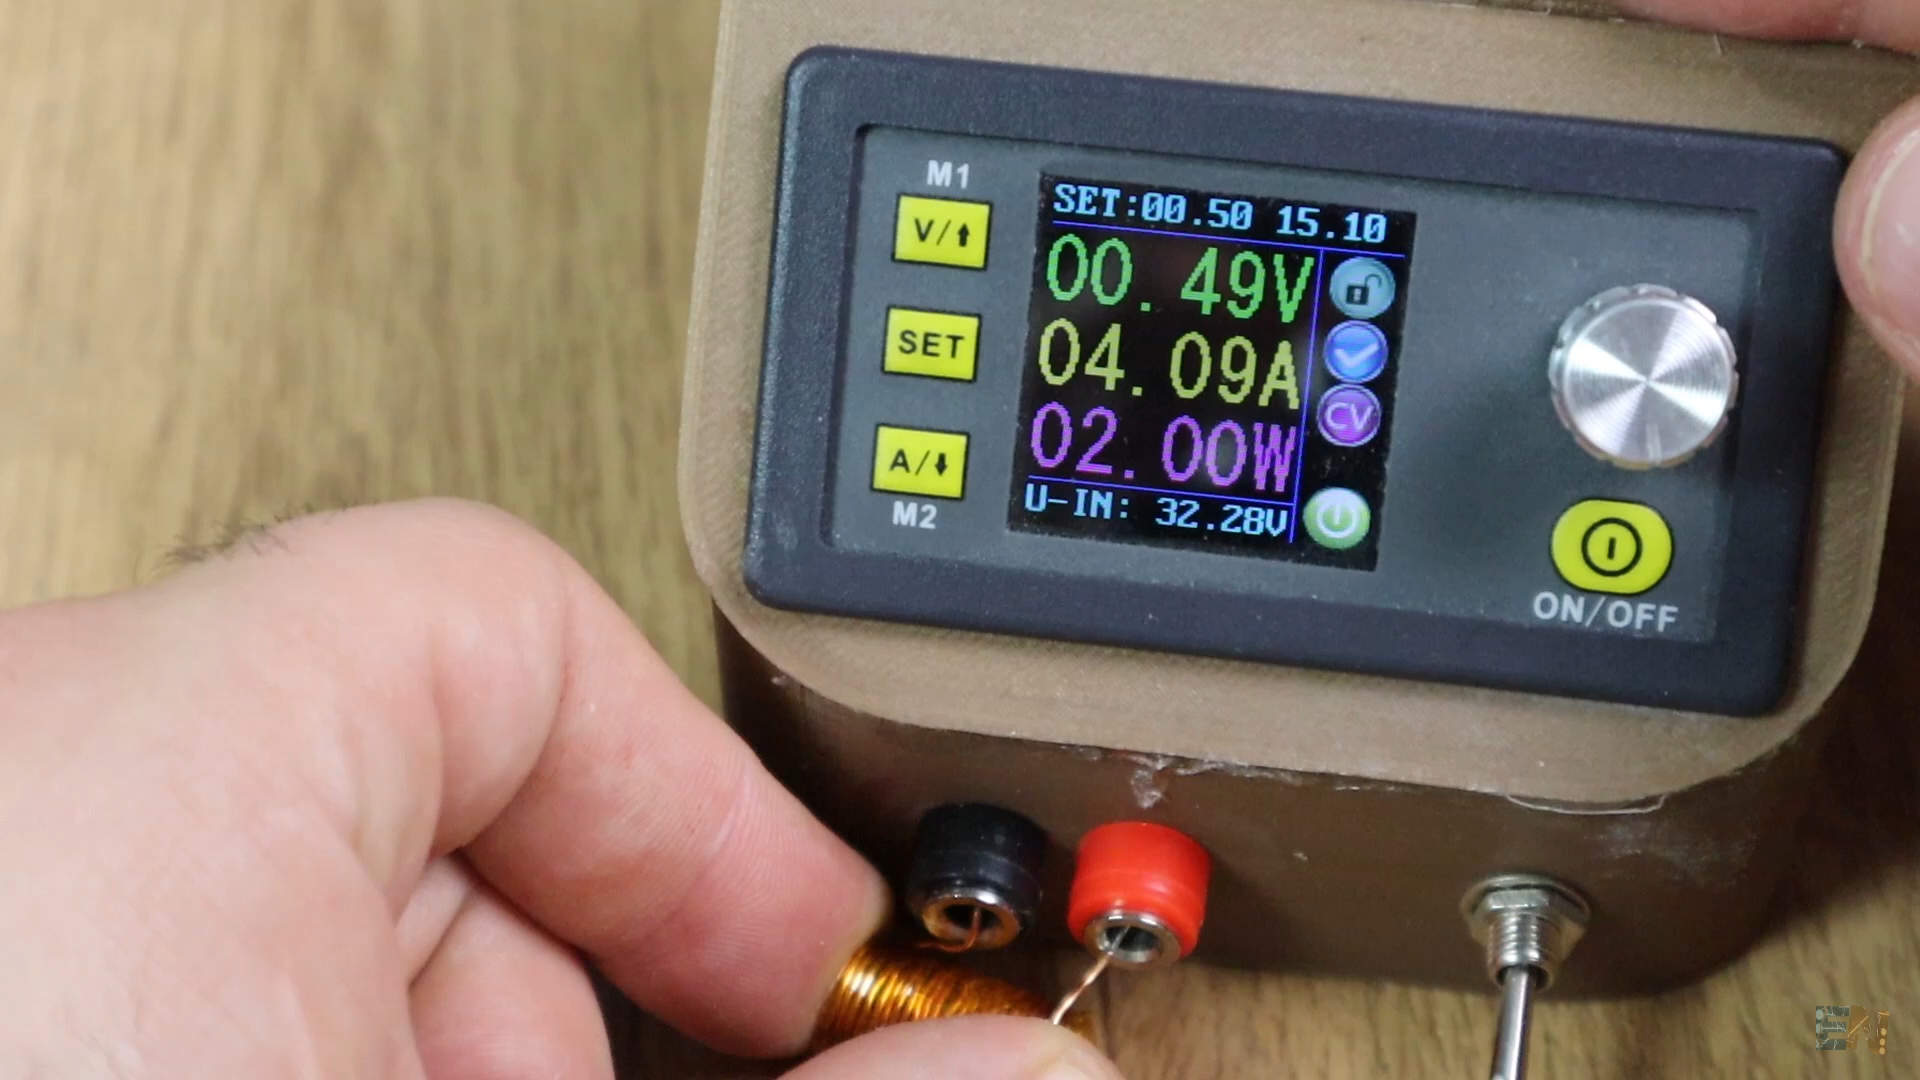 M1
V/⬆
SET
A/⬇
M2
SET:00.50 15.10
00.49V
04.09A
02.00W
CV
U-IN: 32.28V
ON/OFF